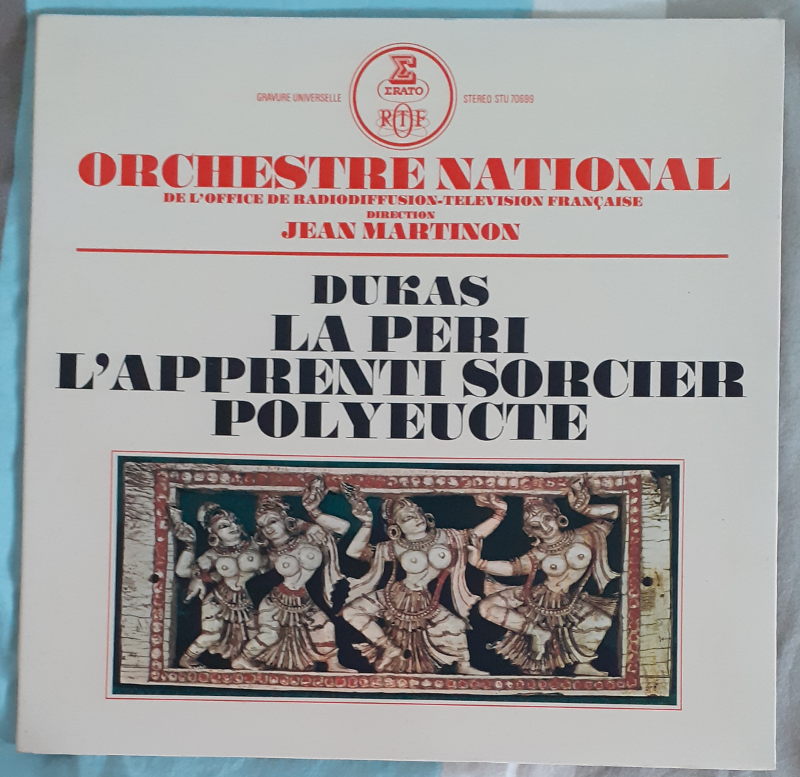 Σ
ERATO
GRAVURE UNIVERSELLE
STEREO STU 70699
RTF
ORCHESTRE NATIONAL
DE L'OFFICE DE RADIODIFFUSION-TELEVISION FRANÇAISE
DIRECTION
JEAN MARTINON
DUKAS
LA PERI
L'APPRENTI SORCIER
POLYEUCTE